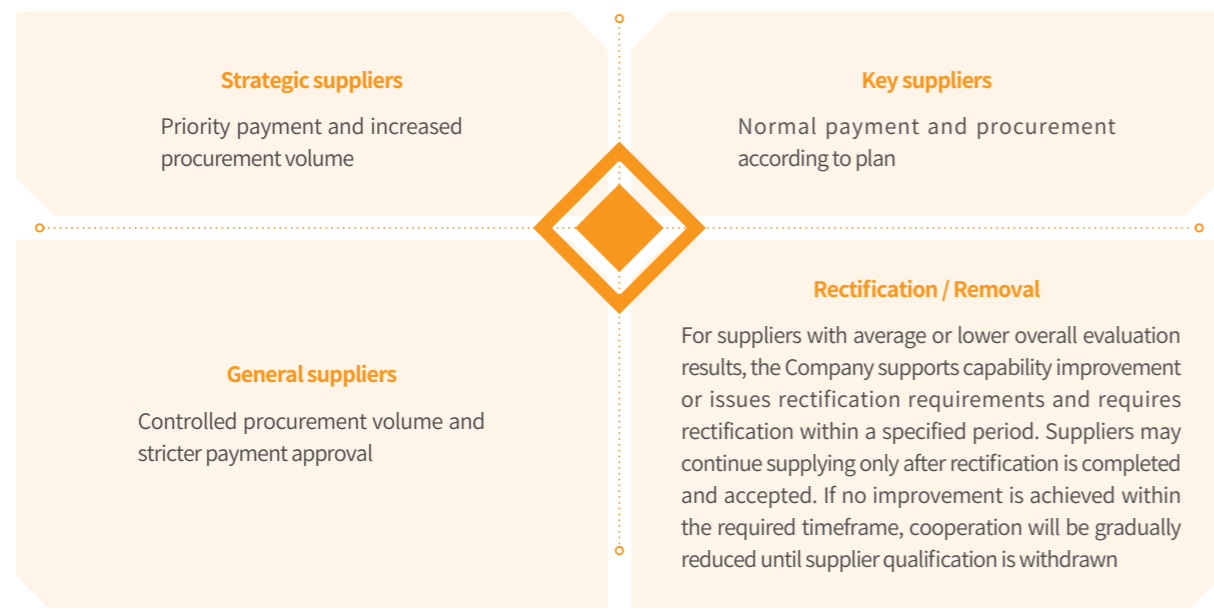 Strategic suppliers
Priority payment and increased
procurement volume
Key suppliers
Normal payment and procurement
according to plan
General suppliers
Controlled procurement volume and
stricter payment approval
Rectification / Removal
For suppliers with average or lower overall evaluation
results, the Company supports capability improvement
or issues rectification requirements and requires
rectification within a specified period. Suppliers may
continue supplying only after rectification is completed
and accepted. If no improvement is achieved within
the required timeframe, cooperation will be gradually
reduced until supplier qualification is withdrawn